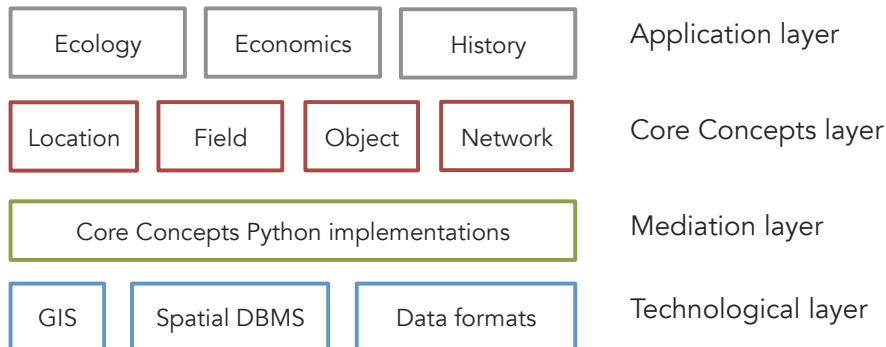 Ecology Economics History Application layer
Location Field Object Network Core Concepts layer
Core Concepts Python implementations Mediation layer
GIS Spatial DBMS Data formats Technological layer